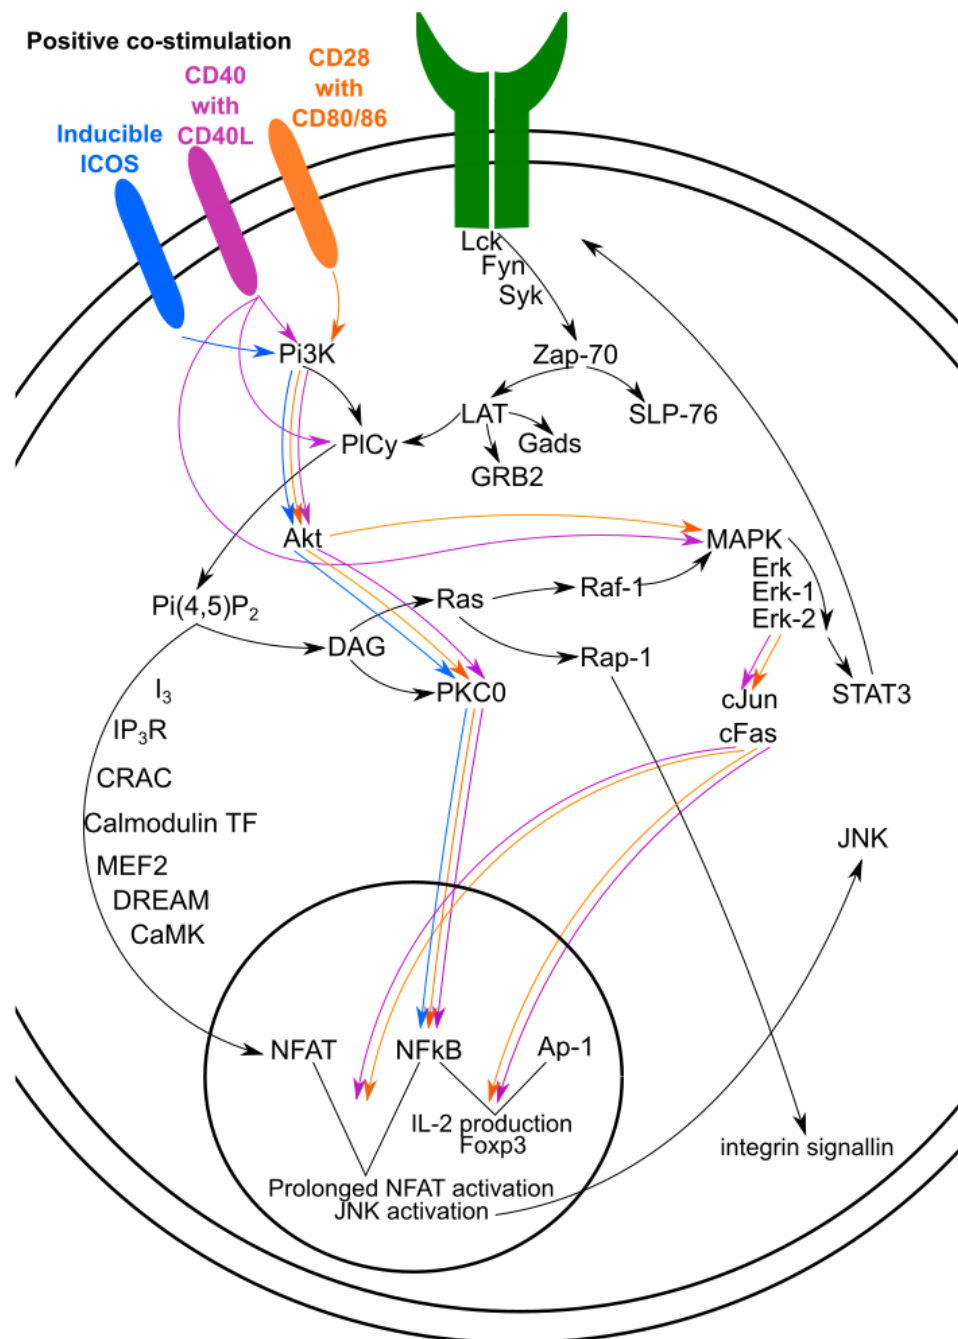 Positive co-stimulation
CD28
with
CD80/86
CD40
with
CD40L
Inducible
ICOS
Lck
Fyn
Syk
Pi3K
Zap-70
LAT
SLP-76
PlCy
Gads
GRB2
Akt
MAPK
Erk
Erk-1
Erk-2
Pi(4,5)P₂
Ras
Raf-1
DAG
Rap-1
PKC0
STAT3
I₃
IP₃R
CRAC
Calmodulin TF
MEF2
DREAM
CaMK
cJun
cFas
JNK
NFAT
NFkB
Ap-1
IL-2 production
Foxp3
integrin signallin
Prolonged NFAT activation
JNK activation